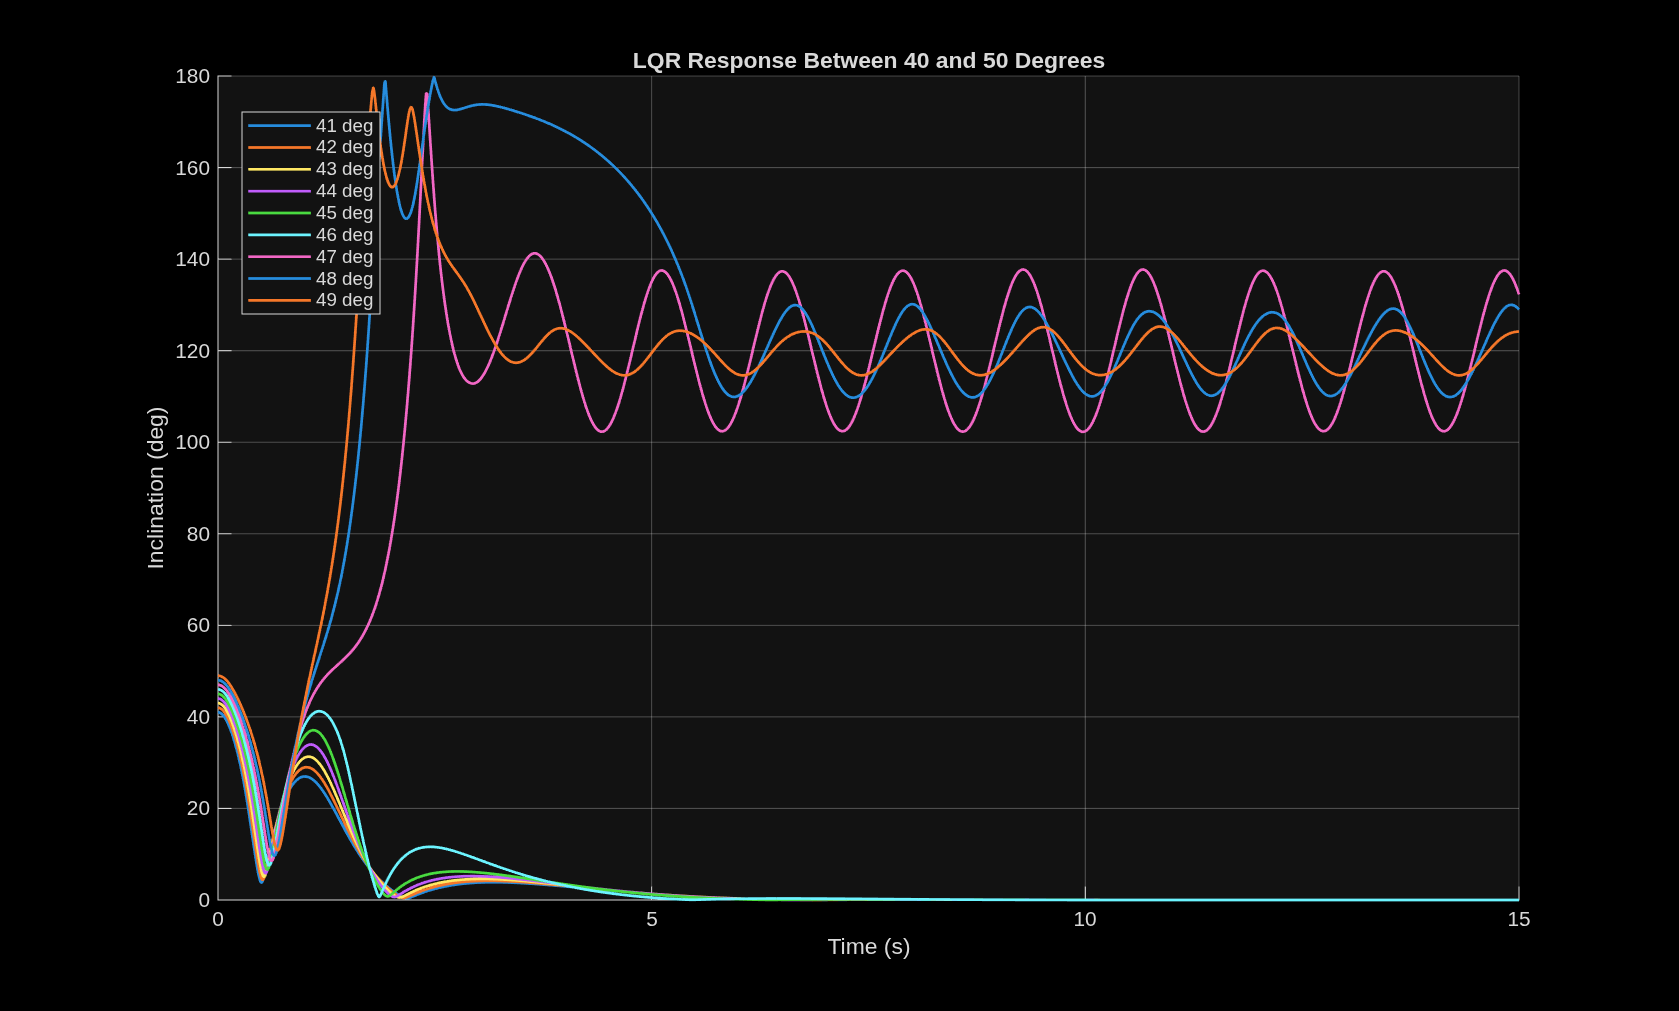 LQR Response Between 40 and 50 Degrees
180
160
140
120
100
80
60
40
20
0
Inclination (deg)
41 deg
42 deg
43 deg
44 deg
45 deg
46 deg
47 deg
48 deg
49 deg
0 5 10 15
Time (s)